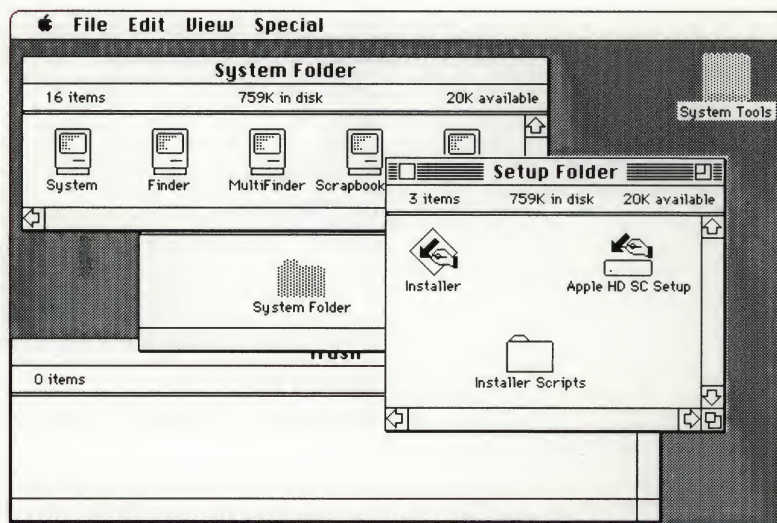 File Edit View Special
System Folder
16 items 759K in disk 20K available
System Finder MultiFinder Scrapbook
System Tools
Setup Folder
3 items 759K in disk 20K available
Installer Apple HD SC Setup
Installer Scripts
System Folder
Trash
0 items